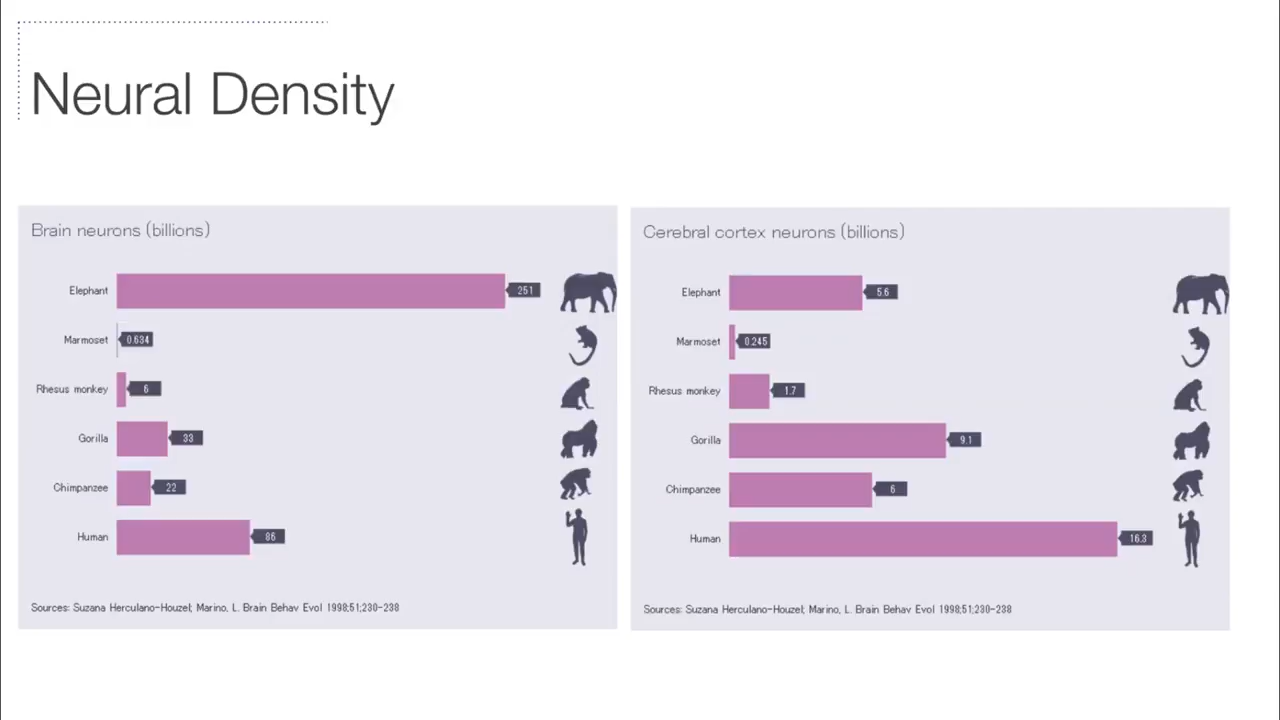 Neural Density
Brain neurons (billions)
Elephant 251
Marmoset 0.634
Rhesus monkey 6
Gorilla 33
Chimpanzee 22
Human 86
Sources: Suzana Herculano-Houzel; Marino, L. Brain Behav Evol 1998;51;230-238
Cerebral cortex neurons (billions)
Elephant 5.6
Marmoset 0.245
Rhesus monkey 1.7
Gorilla 9.1
Chimpanzee 6
Human 16.3
Sources: Suzana Herculano-Houzel; Marino, L. Brain Behav Evol 1998;51;230-238